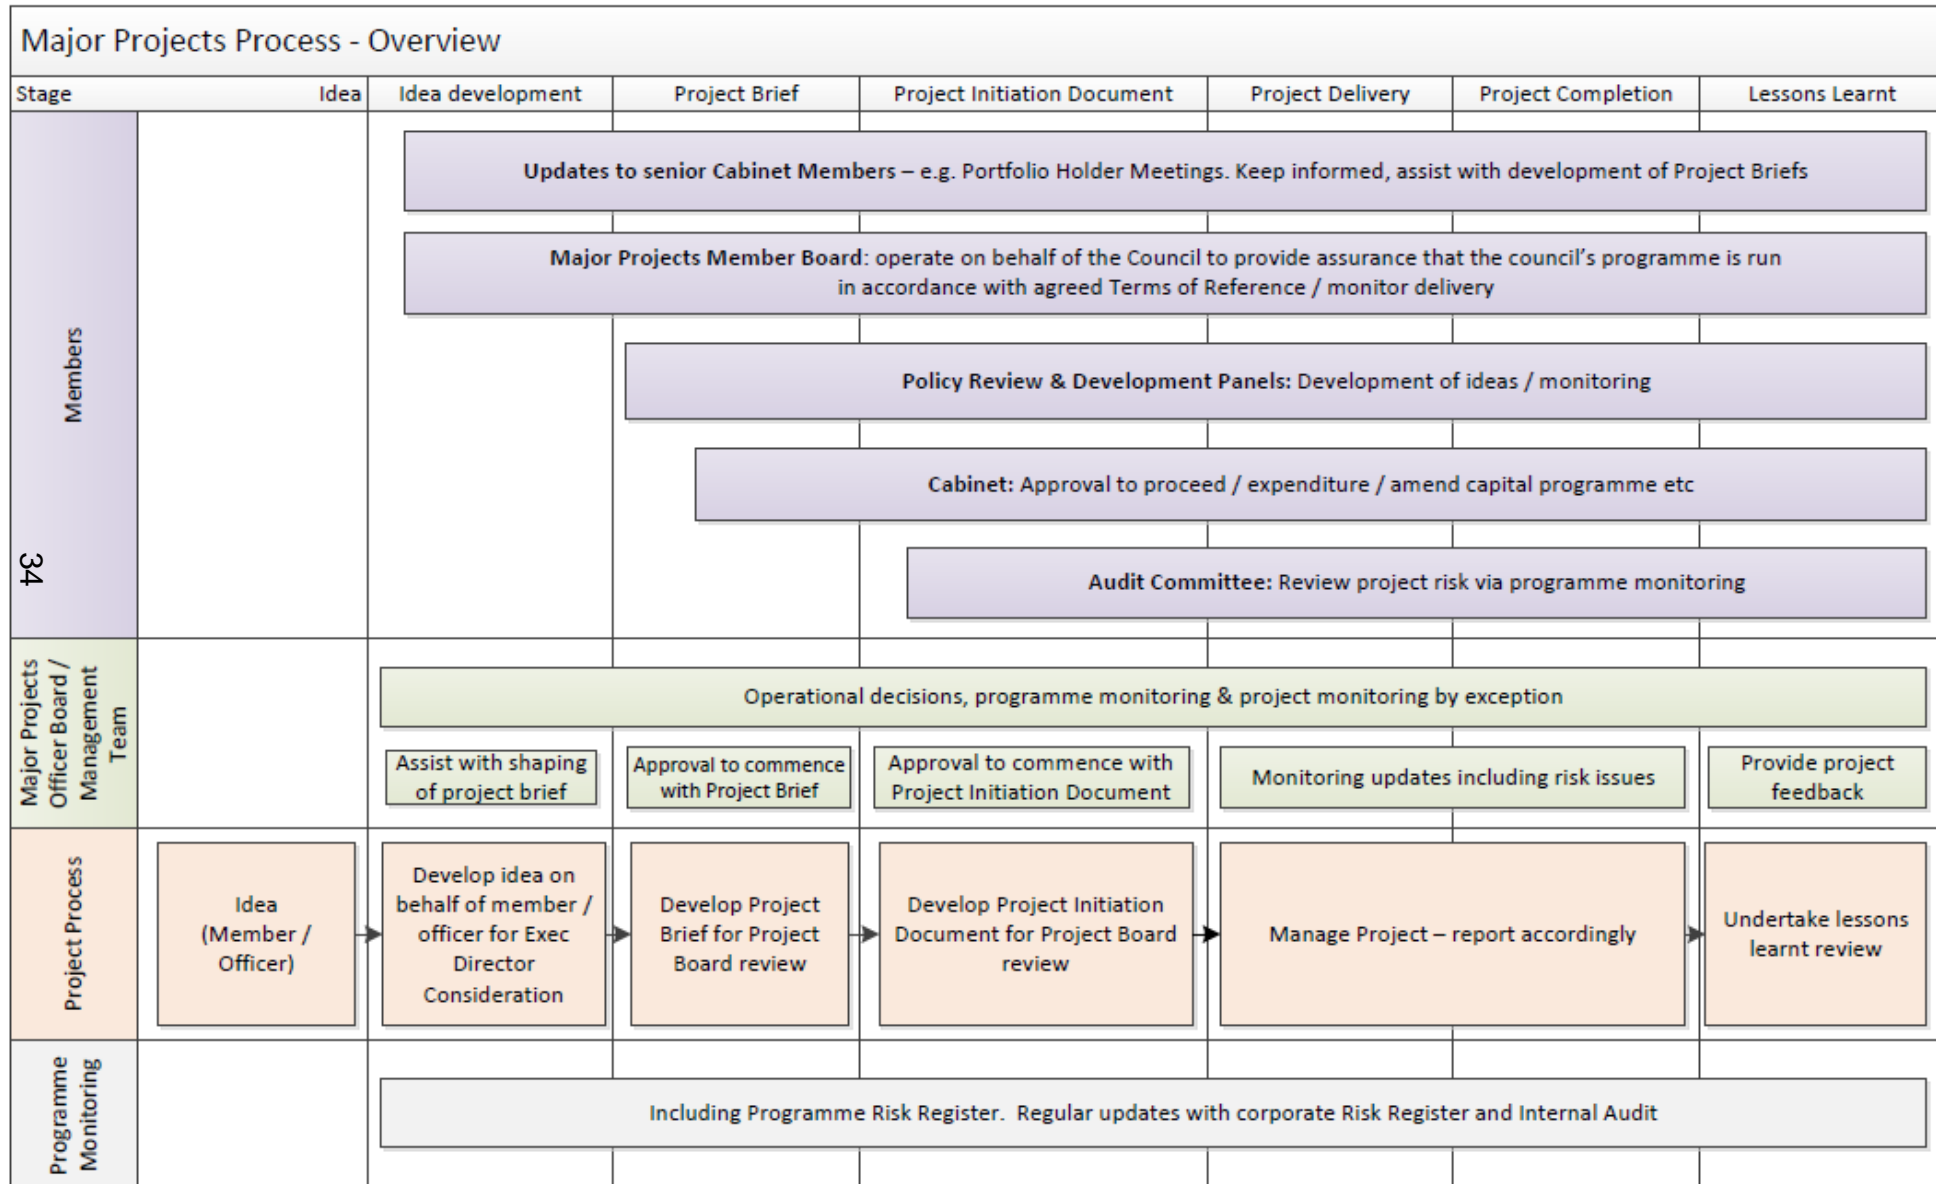 Major Projects Process - Overview
Stage
Idea
Idea development
Project Brief
Project Initiation Document
Project Delivery
Project Completion
Lessons Learnt
Members
34
Updates to senior Cabinet Members – e.g. Portfolio Holder Meetings. Keep informed, assist with development of Project Briefs
Major Projects Member Board: operate on behalf of the Council to provide assurance that the council's programme is run
in accordance with agreed Terms of Reference / monitor delivery
Policy Review & Development Panels: Development of ideas / monitoring
Cabinet: Approval to proceed / expenditure / amend capital programme etc
Audit Committee: Review project risk via programme monitoring
Major Projects
Officer Board /
Management
Team
Operational decisions, programme monitoring & project monitoring by exception
Assist with shaping
of project brief
Approval to commence
with Project Brief
Approval to commence with
Project Initiation Document
Monitoring updates including risk issues
Provide project
feedback
Project Process
Idea
(Member /
Officer)
Develop idea on
behalf of member /
officer for Exec
Director
Consideration
Develop Project
Brief for Project
Board review
Develop Project Initiation
Document for Project Board
review
Manage Project – report accordingly
Undertake lessons
learnt review
Programme
Monitoring
Including Programme Risk Register.  Regular updates with corporate Risk Register and Internal Audit